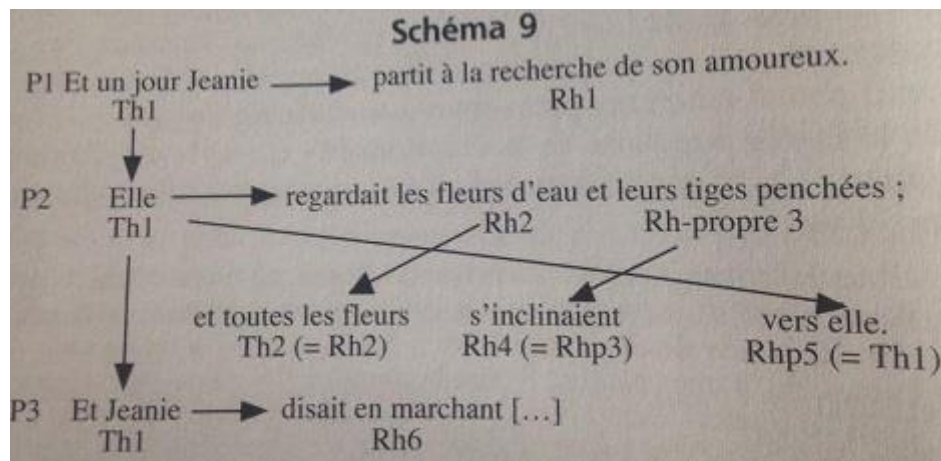 Schéma 9
P1 Et un jour Jeanie partit à la recherche de son amoureux.
Th1 Rh1
P2 Elle regardait les fleurs d'eau et leurs tiges penchées ;
Th1 Rh2 Rh-propre 3
et toutes les fleurs s'inclinaient vers elle.
Th2 (= Rh2) Rh4 (= Rhp3) Rhp5 (= Th1)
P3 Et Jeanie disait en marchant [...]
Th1 Rh6